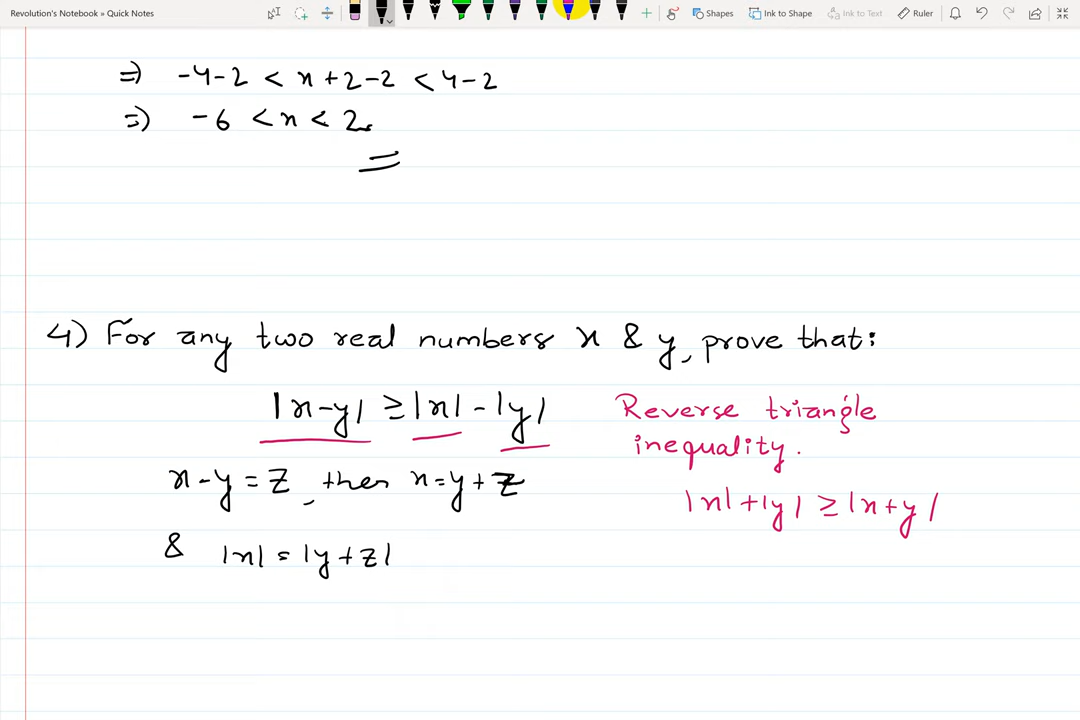 Revolution's Notebook » Quick Notes
Shapes Ink to Shape Ink to Text Ruler
⇒) -4-2 < x+2-2 < 4-2
⇒) -6 < x < 2.
4) For any two real numbers x & y, prove that:
|x-y| ≥ |x| - |y|
Reverse triangle
inequality.
x-y = z, then x = y+z
|x|+|y| ≥ |x+y|
& |x| = |y+z|